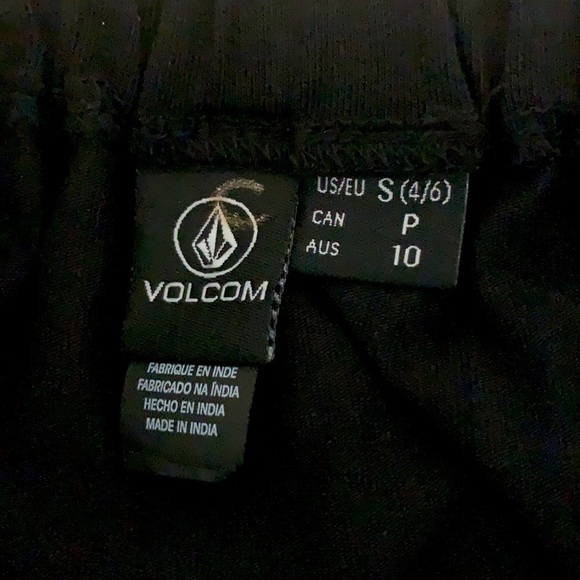 VOLCOM
US/EU S (4/6)
CAN P
AUS 10
FABRIQUE EN INDE
FABRICADO NA ÍNDIA
HECHO EN INDIA
MADE IN INDIA